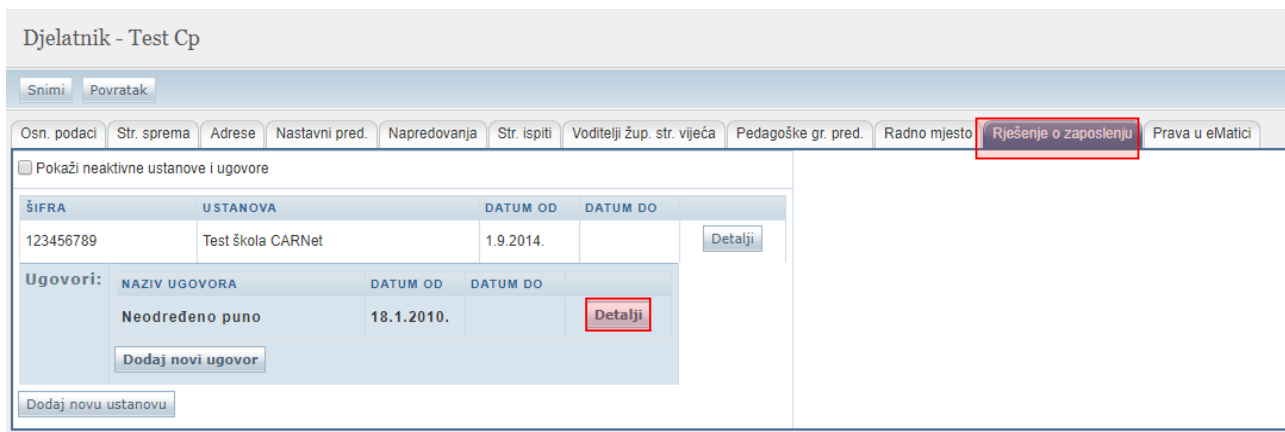 Djelatnik - Test Cp
Snimi Povratak
Osn. podaci Str. sprema Adrese Nastavni pred. Napredovanja Str. ispiti Voditelji žup. str. vijeća Pedagoške gr. pred. Radno mjesto Rješenje o zaposlenju Prava u eMatici
Pokaži neaktivne ustanove i ugovore
ŠIFRA USTANOVA DATUM OD DATUM DO
123456789 Test škola CARNet 1.9.2014. Detalji
Ugovori: NAZIV UGOVORA DATUM OD DATUM DO
Neodređeno puno 18.1.2010. Detalji
Dodaj novi ugovor
Dodaj novu ustanovu